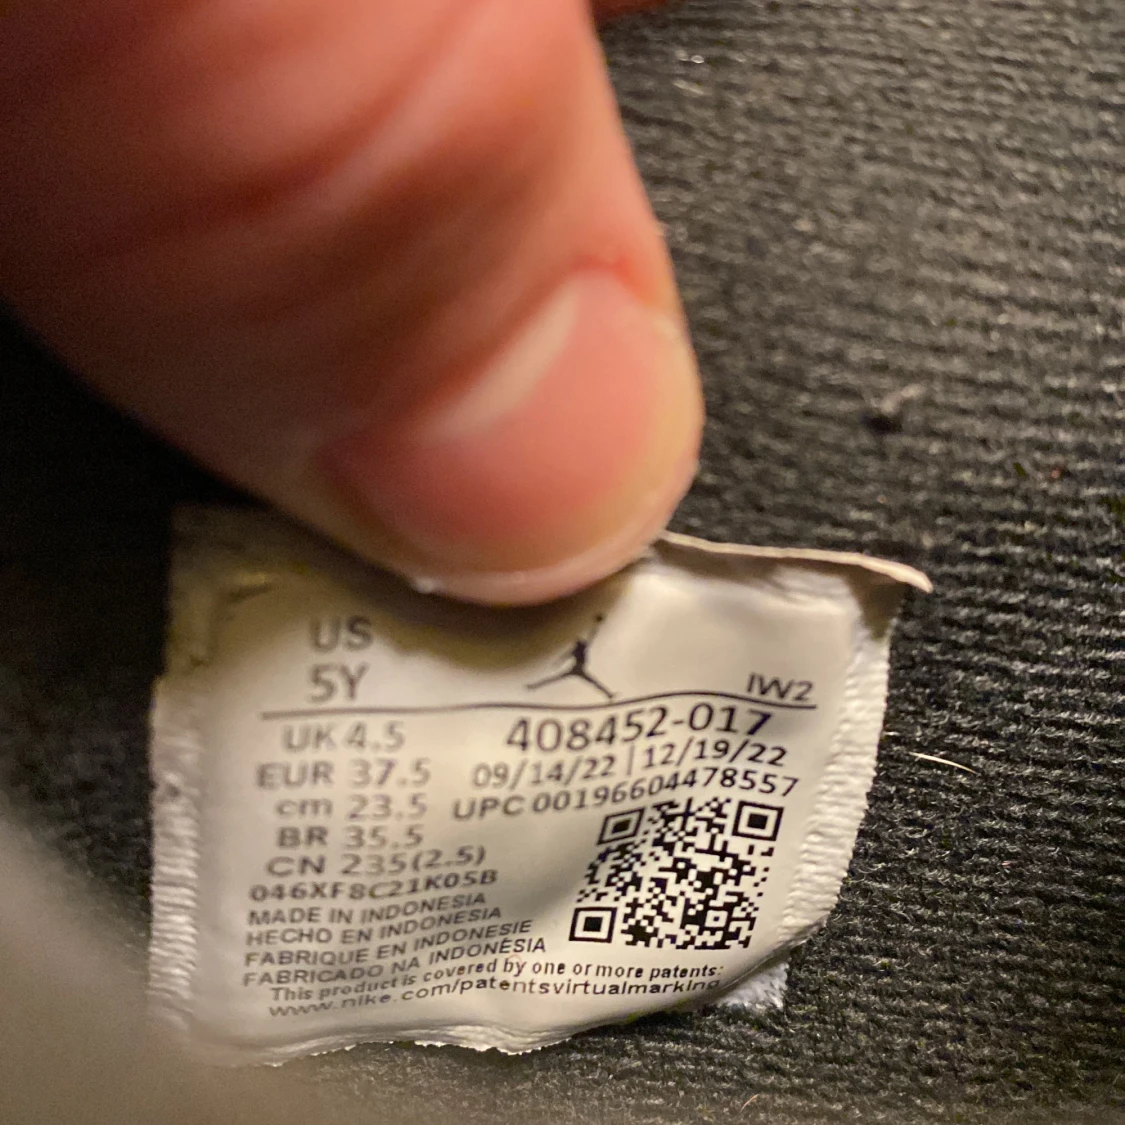 US
5Y
IW2
UK 4.5
408452-017
EUR 37.5
09/14/22 | 12/19/22
cm 23.5
UPC 00196604478557
BR 35.5
CN 235(2.5)
046XF8C21K05B
MADE IN INDONESIA
HECHO EN INDONESIA
FABRIQUE EN INDONESIE
FABRICADO NA INDONÉSIA
This product is covered by one or more patents:
www.nike.com/patentsvirtualmarking